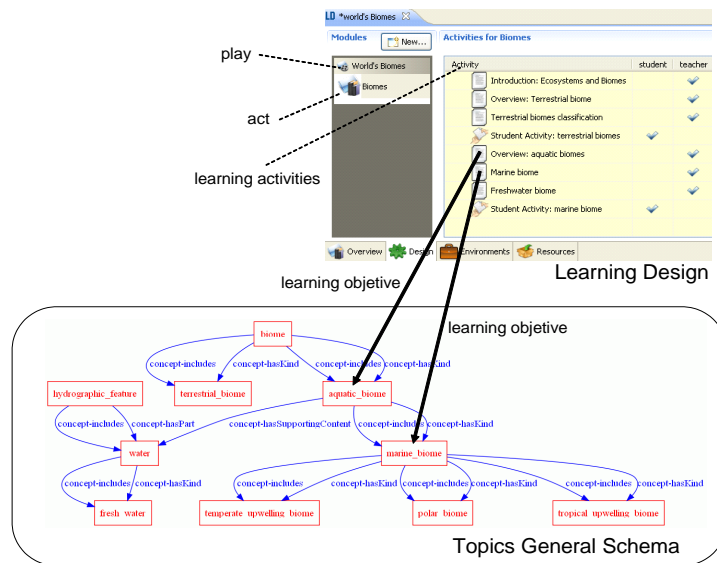 LD *world's Biomes
Modules
New...
Activities for Biomes
play
World's Biomes
Activity student teacher
Biomes
Introduction: Ecosystems and Biomes
Overview: Terrestrial biome
act
Terrestrial biomes classification
Strudent Activity: terrestrial biomes
Overview: aquatic biomes
learning activities
Marine biome
Freshwater biome
Student Activity: marine biome
Overview Design Environments Resources
Learning Design
learning objetive
learning objetive
biome
concept-includes concept-hasKind concept-includes concept-hasKind
hydrographic_feature terrestrial_biome aquatic_biome
concept-includes concept-hasPart concept-hasSupportingContent concept-includes concept-hasKind
water marine_biome
concept-includes concept-hasKind concept-includes concept-hasKind concept-includes concept-hasKind concept-includes concept-hasKind
fresh_water temperate_upwelling_biome polar_biome tropical_upwelling_biome
Topics General Schema